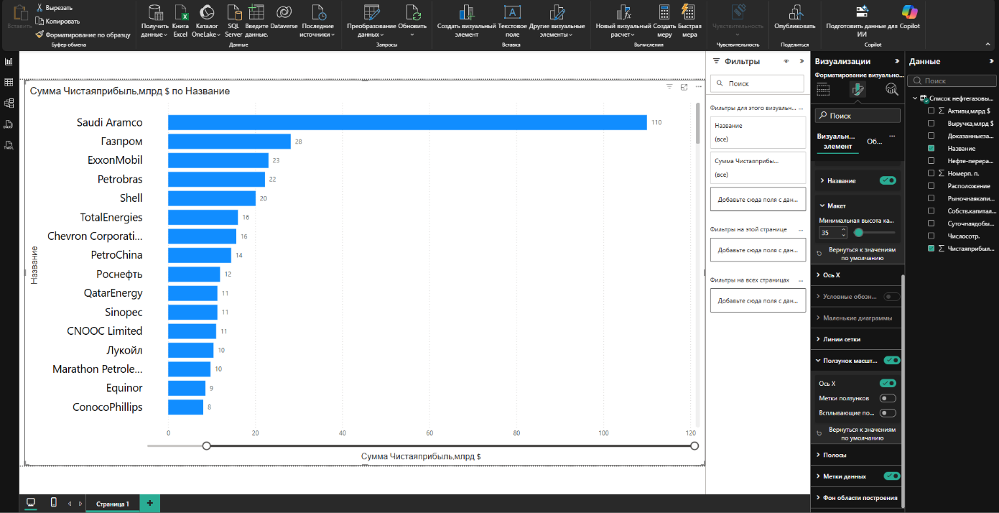 Вставить
Вырезать
Копировать
Форматирование по образцу
Буфер обмена
Получить данные
Книга Excel
Каталог OneLake
SQL Server
Введите данные.
Dataverse
Последние источники
Данные
Преобразование данных
Обновить
Запросы
Создать визуальный элемент
Текстовое поле
Другие визуальные элементы
Вставка
Новый визуальный расчет
Создать меру
Быстрая мера
Вычисления
Чувствительность
Чувствительность
Опубликовать
Поделиться
Подготовить данные для ИИ
Copilot
Copilot
Сумма Чистаяприбыль,млрд $ по Название
Название
Saudi Aramco 110
Газпром 28
ExxonMobil 23
Petrobras 22
Shell 20
TotalEnergies 16
Chevron Corporati... 16
PetroChina 14
Роснефть 12
QatarEnergy 11
Sinopec 11
CNOOC Limited 11
Лукойл 10
Marathon Petrole... 10
Equinor 9
ConocoPhillips 8
0 20 40 60 80 100 120
Сумма Чистаяприбыль,млрд $
Фильтры
Поиск
Фильтры для этого визуальн... ...
Название
(все)
Сумма Чистаяприбы...
(все)
Добавьте сюда поля с дан...
Фильтры на этой странице ...
Добавьте сюда поля с дан...
Фильтры на всех страницах ...
Добавьте сюда поля с дан...
Визуализации
Форматирование визуально...
Поиск
Визуальн... элемент
Об...
...
Название
Макет
Минимальная высота ка...
35
Вернуться к значениям
по умолчанию
Ось X
Условные обозн...
Маленькие диаграммы
Линии сетки
Ползунок масшт...
Ось X
Метки ползунков
Всплывающие по...
Вернуться к значениям
по умолчанию
Полосы
Метки данных
Фон области построения
Данные
Поиск
Список нефтегазовы...
Активы,млрд $
Выручка,млрд $
Доказанныеза...
Название
Нефте-перера...
Номерп. п.
Расположение
Рыночнаякапи...
Собств.капитал...
Суточнаядобы...
Числосотр.
Чистаяприбыл...
Страница 1